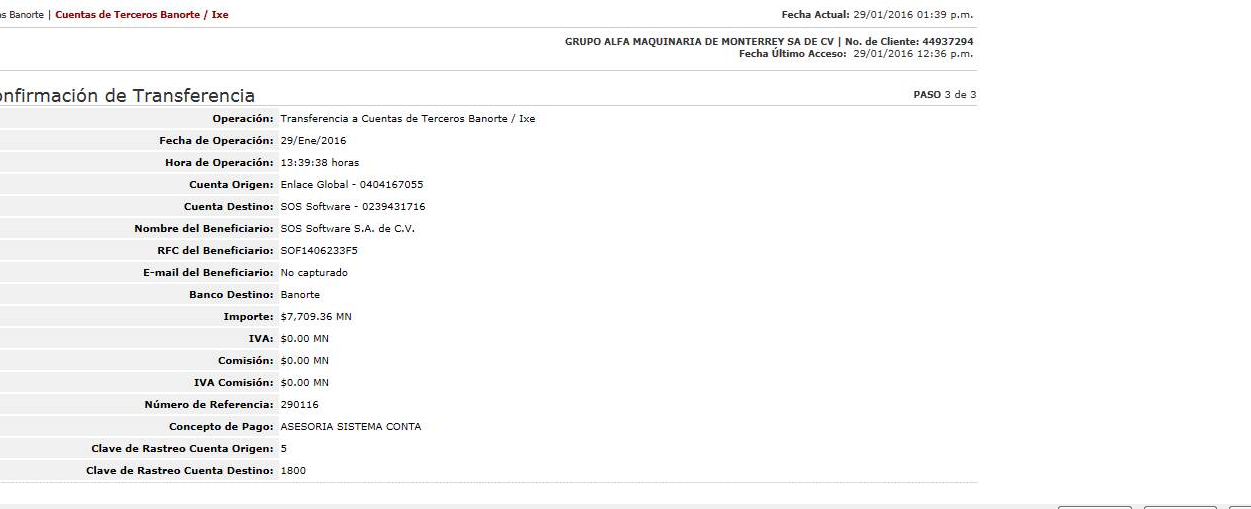 as Banorte | Cuentas de Terceros Banorte / Ixe
Fecha Actual: 29/01/2016 01:39 p.m.
GRUPO ALFA MAQUINARIA DE MONTERREY SA DE CV | No. de Cliente: 44937294
Fecha Último Acceso: 29/01/2016 12:36 p.m.
onfirmación de Transferencia
PASO 3 de 3
Operación: Transferencia a Cuentas de Terceros Banorte / Ixe
Fecha de Operación: 29/Ene/2016
Hora de Operación: 13:39:38 horas
Cuenta Origen: Enlace Global - 0404167055
Cuenta Destino: SOS Software - 0239431716
Nombre del Beneficiario: SOS Software S.A. de C.V.
RFC del Beneficiario: SOF1406233F5
E-mail del Beneficiario: No capturado
Banco Destino: Banorte
Importe: $7,709.36 MN
IVA: $0.00 MN
Comisión: $0.00 MN
IVA Comisión: $0.00 MN
Número de Referencia: 290116
Concepto de Pago: ASESORIA SISTEMA CONTA
Clave de Rastreo Cuenta Origen: 5
Clave de Rastreo Cuenta Destino: 1800